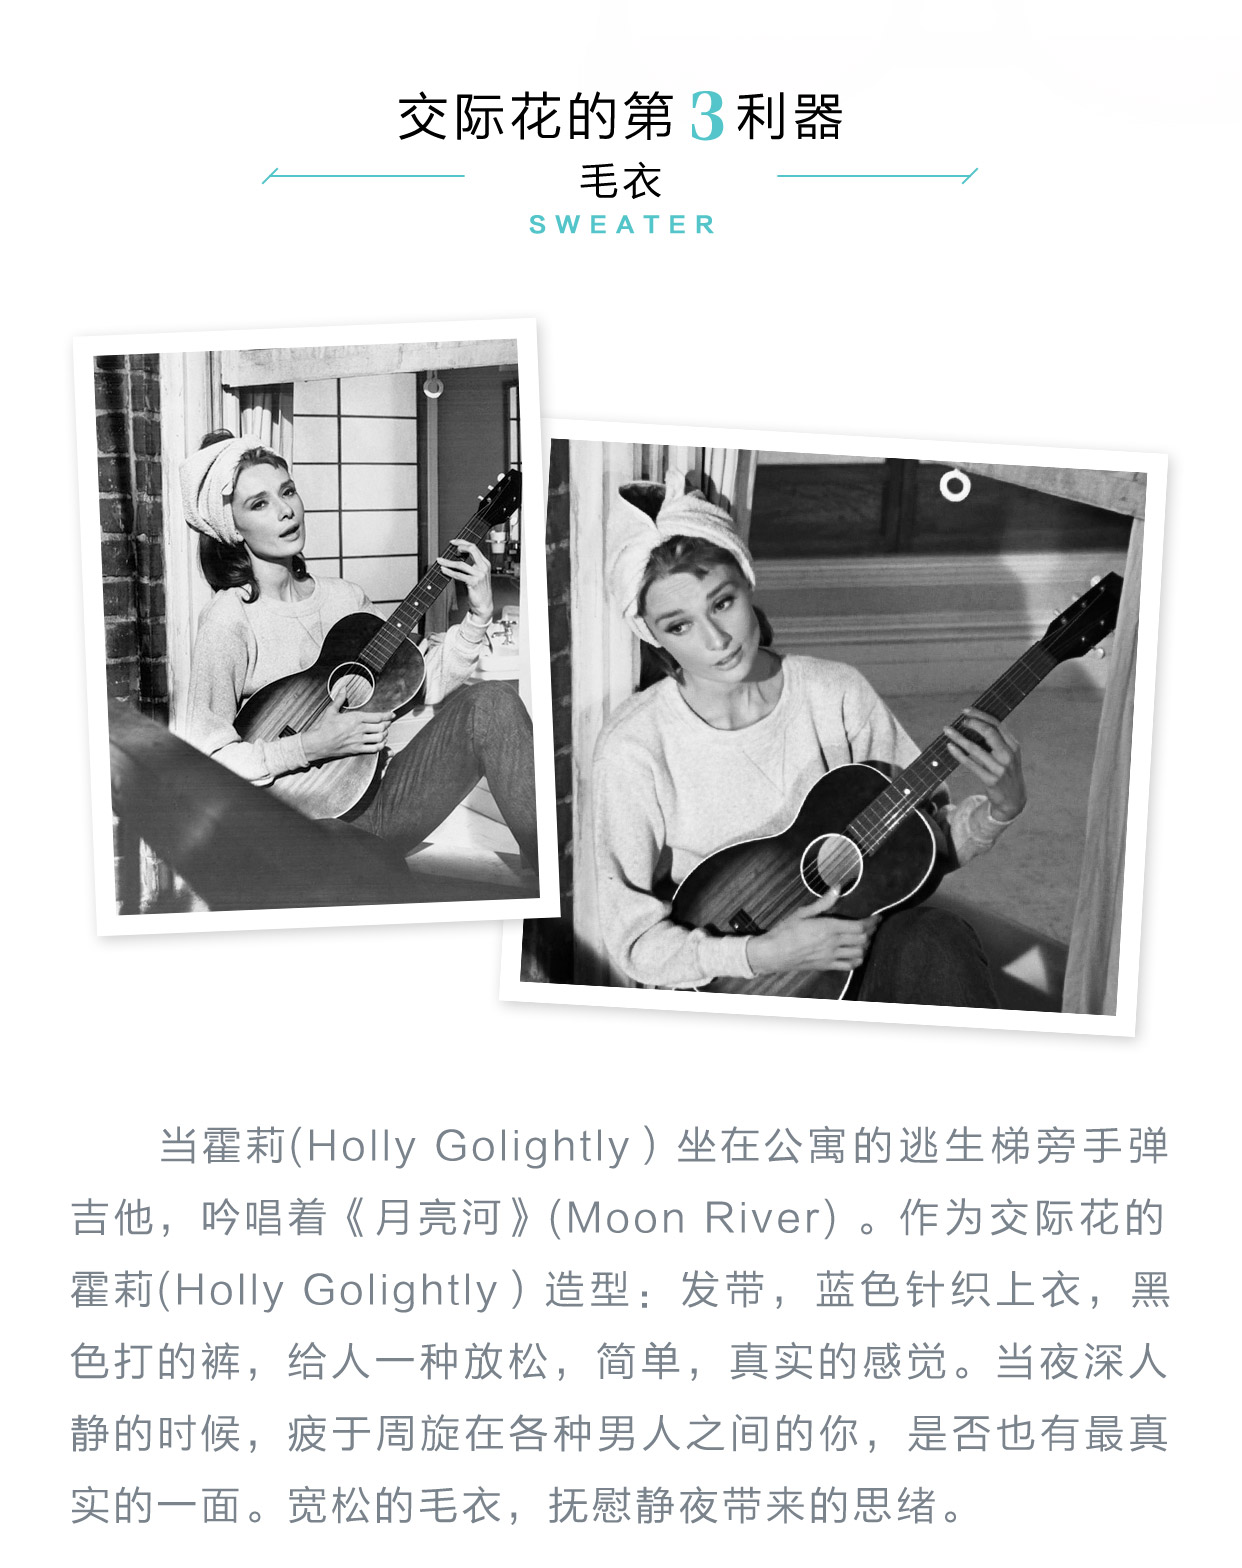 交际花的第3利器
毛衣
SWEATER
当霍莉(Holly Golightly）坐在公寓的逃生梯旁手弹
吉他，吟唱着《月亮河》(Moon River）。作为交际花的
霍莉(Holly Golightly）造型：发带，蓝色针织上衣，黑
色打的裤，给人一种放松，简单，真实的感觉。当夜深人
静的时候，疲于周旋在各种男人之间的你，是否也有最真
实的一面。宽松的毛衣，抚慰静夜带来的思绪。